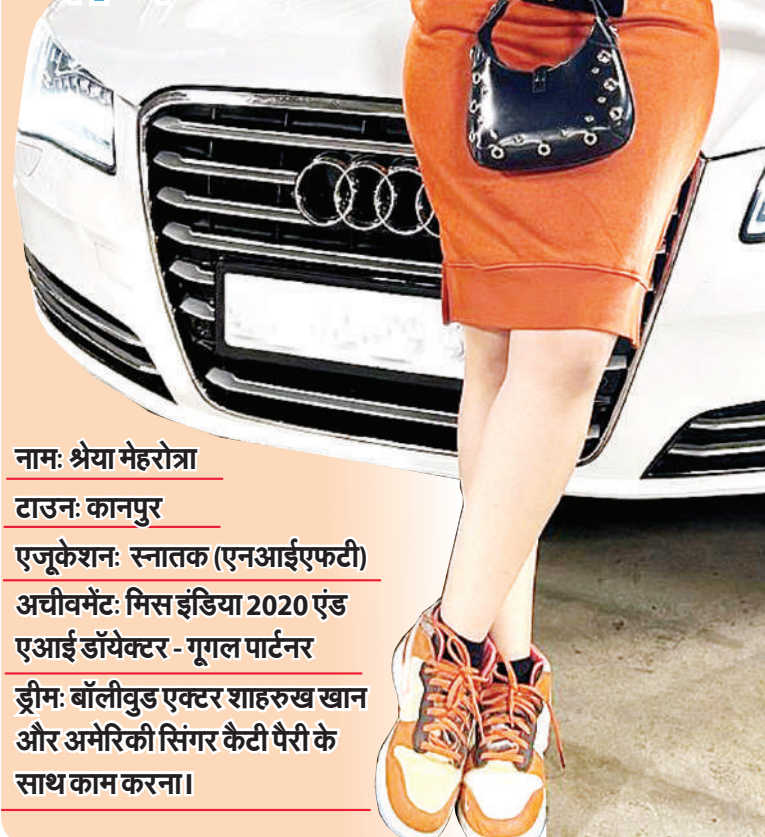 नामः श्रेया मेहरोत्रा
टाउनः कानपुर
एजूकेशनः स्नातक (एनआईएफटी)
अचीवमेंटः मिस इंडिया 2020 एंड
एआई डॉयेक्टर - गूगल पार्टनर
ड्रीमः बॉलीवुड एक्टर शाहरुख खान
और अमेरिकी सिंगर कैटी पैरी के
साथ काम करना।